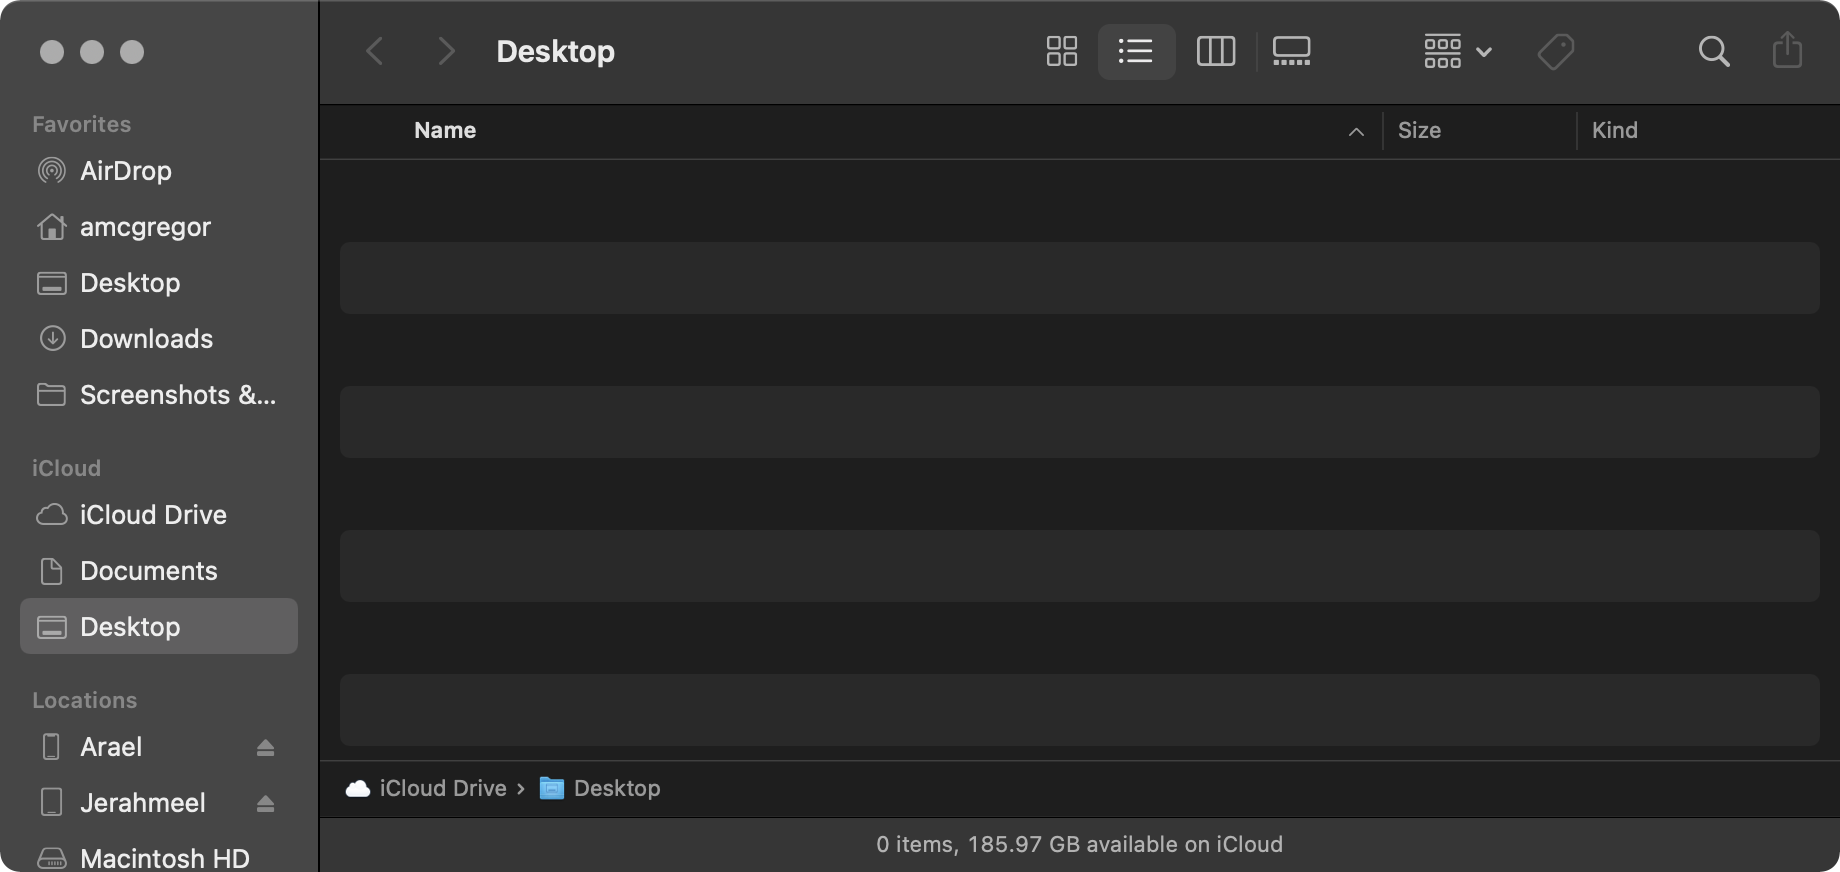 Desktop
Favorites
AirDrop
amcgregor
Desktop
Downloads
Screenshots &...
iCloud
iCloud Drive
Documents
Desktop
Locations
Arael
Jerahmeel
Macintosh HD
Name Size Kind
iCloud Drive › Desktop
0 items, 185.97 GB available on iCloud